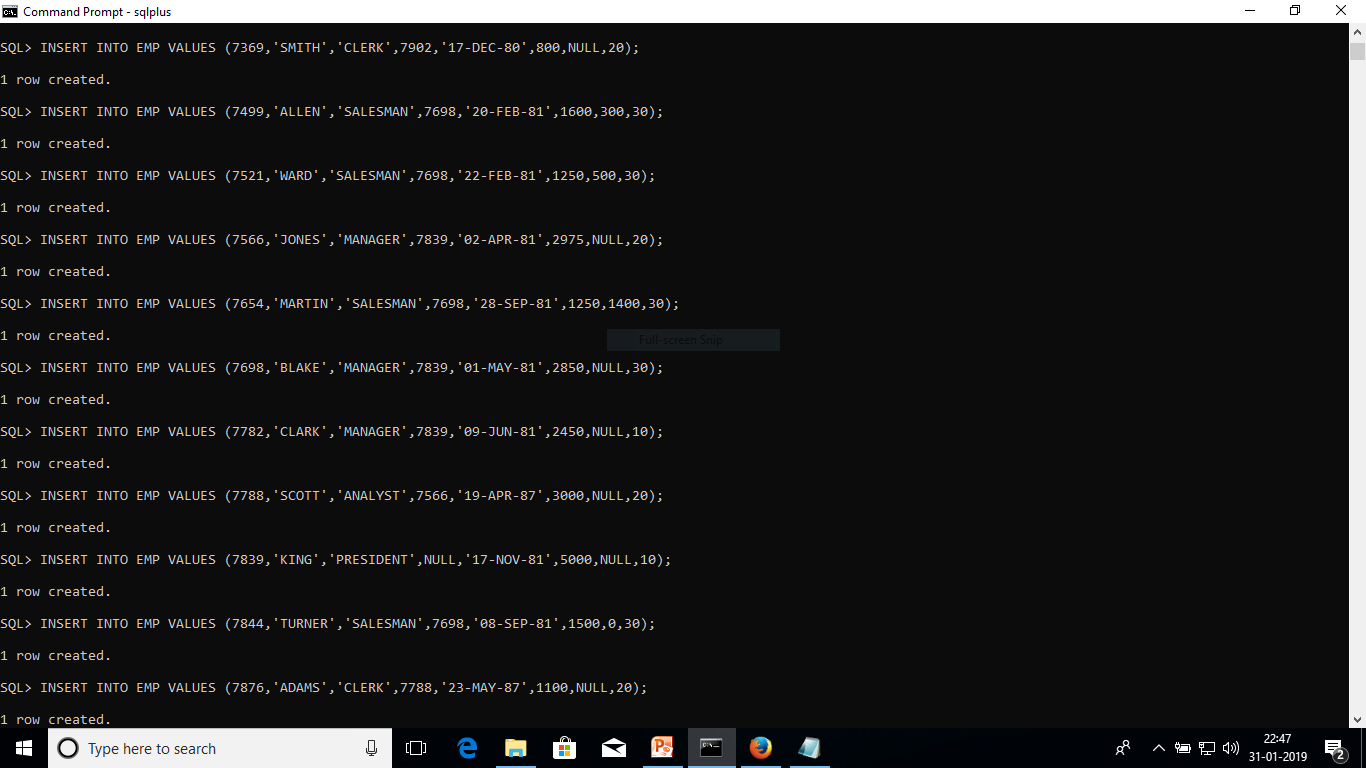 Command Prompt - sqlplus
SQL> INSERT INTO EMP VALUES (7369,'SMITH','CLERK',7902,'17-DEC-80',800,NULL,20);
1 row created.
SQL> INSERT INTO EMP VALUES (7499,'ALLEN','SALESMAN',7698,'20-FEB-81',1600,300,30);
1 row created.
SQL> INSERT INTO EMP VALUES (7521,'WARD','SALESMAN',7698,'22-FEB-81',1250,500,30);
1 row created.
SQL> INSERT INTO EMP VALUES (7566,'JONES','MANAGER',7839,'02-APR-81',2975,NULL,20);
1 row created.
SQL> INSERT INTO EMP VALUES (7654,'MARTIN','SALESMAN',7698,'28-SEP-81',1250,1400,30);
1 row created.
Full-screen Snip
SQL> INSERT INTO EMP VALUES (7698,'BLAKE','MANAGER',7839,'01-MAY-81',2850,NULL,30);
1 row created.
SQL> INSERT INTO EMP VALUES (7782,'CLARK','MANAGER',7839,'09-JUN-81',2450,NULL,10);
1 row created.
SQL> INSERT INTO EMP VALUES (7788,'SCOTT','ANALYST',7566,'19-APR-87',3000,NULL,20);
1 row created.
SQL> INSERT INTO EMP VALUES (7839,'KING','PRESIDENT',NULL,'17-NOV-81',5000,NULL,10);
1 row created.
SQL> INSERT INTO EMP VALUES (7844,'TURNER','SALESMAN',7698,'08-SEP-81',1500,0,30);
1 row created.
SQL> INSERT INTO EMP VALUES (7876,'ADAMS','CLERK',7788,'23-MAY-87',1100,NULL,20);
1 row created.
Type here to search
22:47
31-01-2019
2